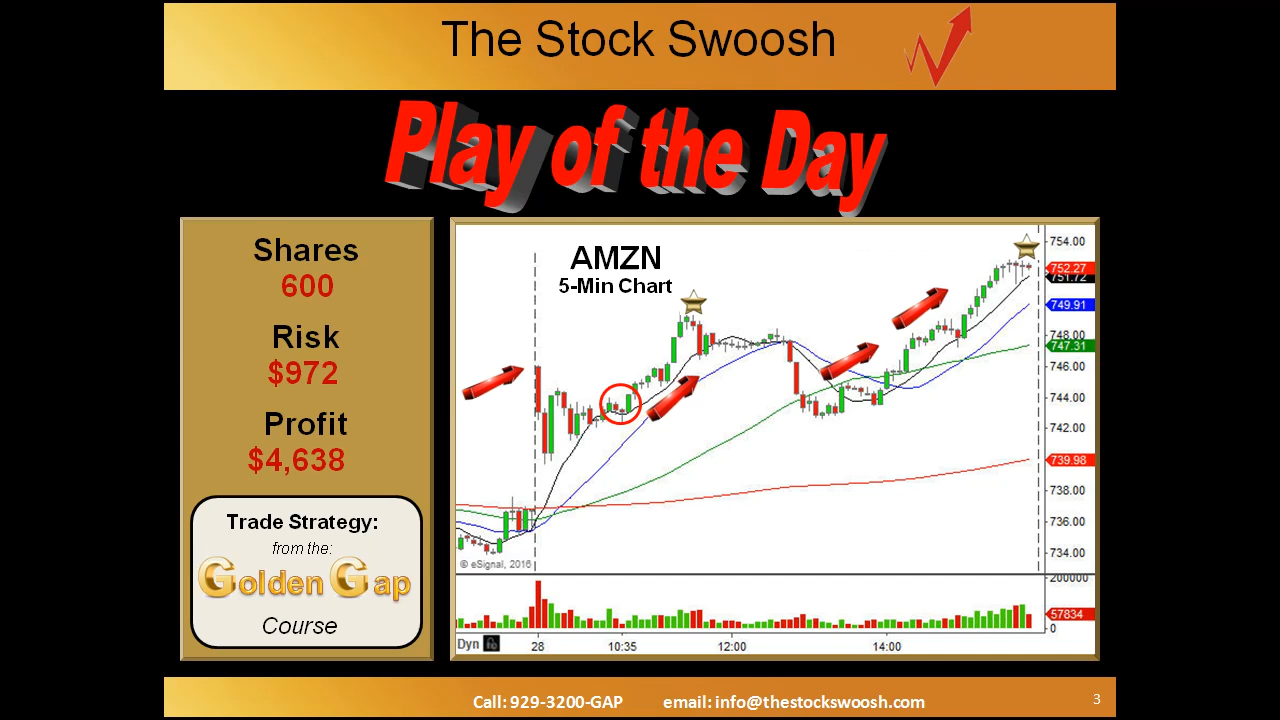 The Stock Swoosh
Play of the Day
Shares
600
Risk
$972
Profit
$4,638
Trade Strategy:
from the:
Golden Gap
Course
AMZN
5-Min Chart
754.00
752.27
751.72
749.91
748.00
747.31
746.00
744.00
742.00
739.98
738.00
736.00
734.00
© eSignal, 2016
200000
57834
0
Dyn
28
10:35
12:00
14:00
Call: 929-3200-GAP email: info@thestockswoosh.com
3